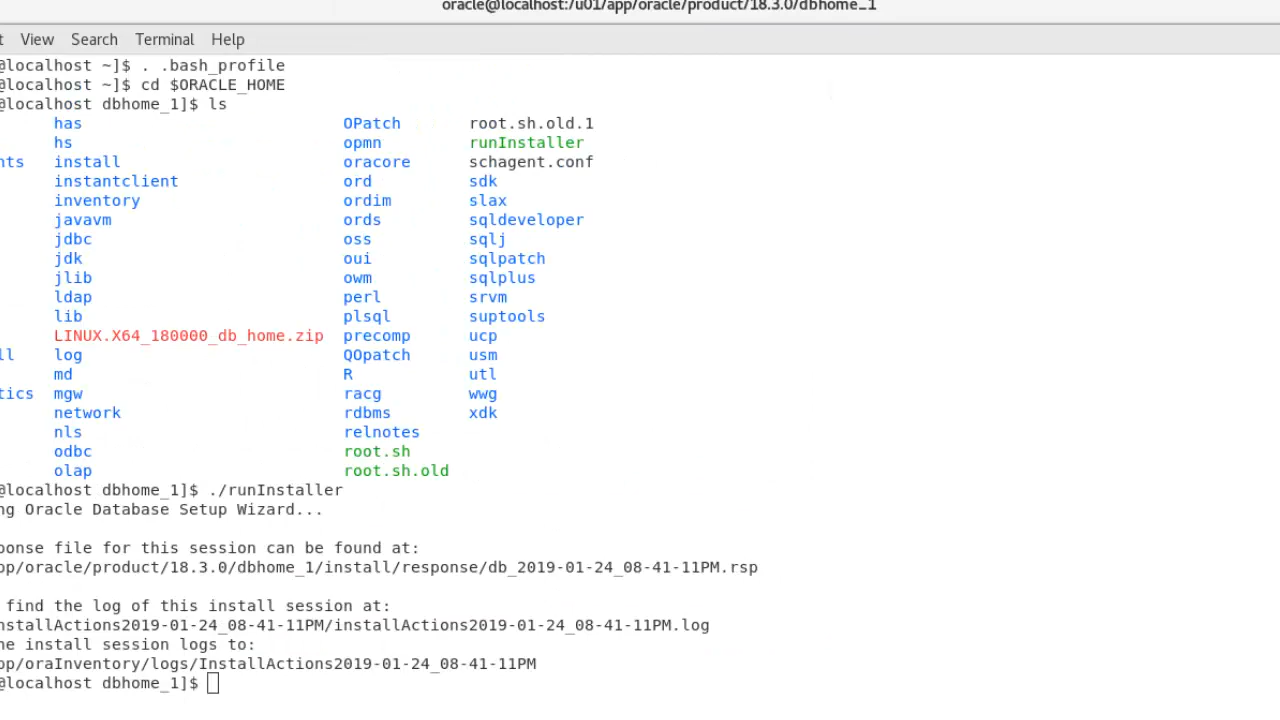 oracle@localhost:/u01/app/oracle/product/18.3.0/dbhome_1
t View Search Terminal Help
@localhost ~]$ . .bash_profile
@localhost ~]$ cd $ORACLE_HOME
@localhost dbhome_1]$ ls
has OPatch root.sh.old.1
hs opmn runInstaller
nts install oracore schagent.conf
instantclient ord sdk
inventory ordim slax
javavm ords sqldeveloper
jdbc oss sqlj
jdk oui sqlpatch
jlib owm sqlplus
ldap perl srvm
lib plsql suptools
LINUX.X64_180000_db_home.zip precomp ucp
ll log QOpatch usm
md R utl
tics mgw racg wwg
network rdbms xdk
nls relnotes
odbc root.sh
olap root.sh.old
@localhost dbhome_1]$ ./runInstaller
ng Oracle Database Setup Wizard...
ponse file for this session can be found at:
pp/oracle/product/18.3.0/dbhome_1/install/response/db_2019-01-24_08-41-11PM.rsp
find the log of this install session at:
nstallActions2019-01-24_08-41-11PM/installActions2019-01-24_08-41-11PM.log
he install session logs to:
pp/oraInventory/logs/InstallActions2019-01-24_08-41-11PM
@localhost dbhome_1]$